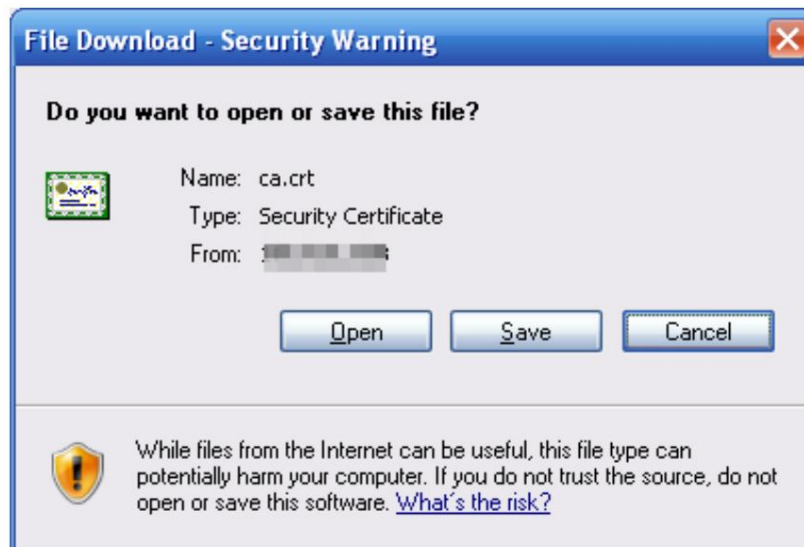 File Download - Security Warning
Do you want to open or save this file?
Name: ca.crt
Type: Security Certificate
From:
Open Save Cancel
While files from the Internet can be useful, this file type can
potentially harm your computer. If you do not trust the source, do not
open or save this software. What's the risk?